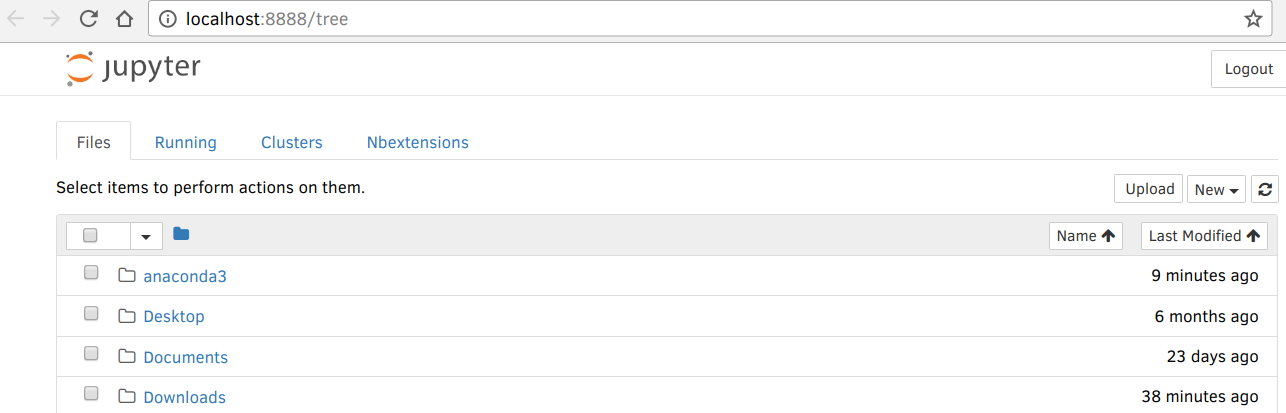 localhost:8888/tree
jupyter
Logout
Files Running Clusters Nbextensions
Select items to perform actions on them.
Upload New
Name Last Modified
anaconda3 9 minutes ago
Desktop 6 months ago
Documents 23 days ago
Downloads 38 minutes ago